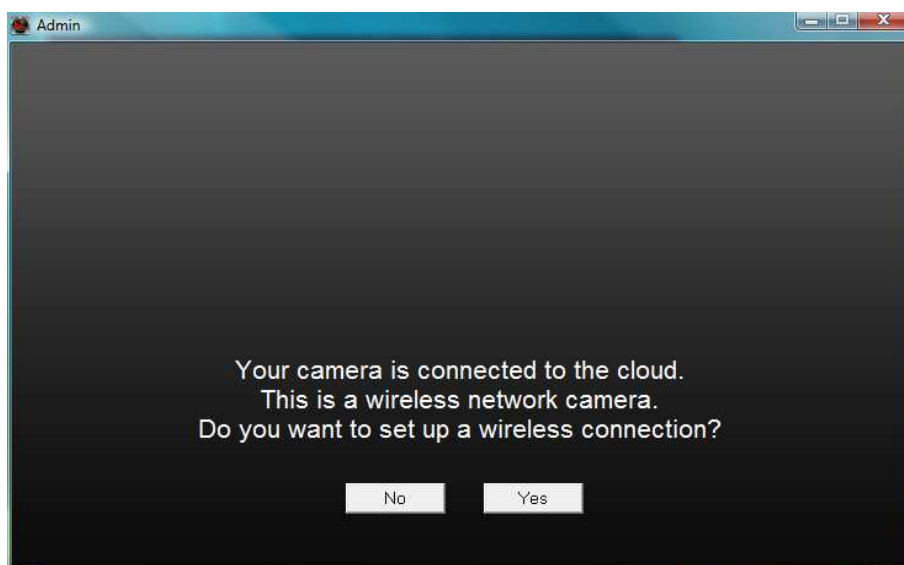 Admin
Your camera is connected to the cloud.
This is a wireless network camera.
Do you want to set up a wireless connection?
No Yes